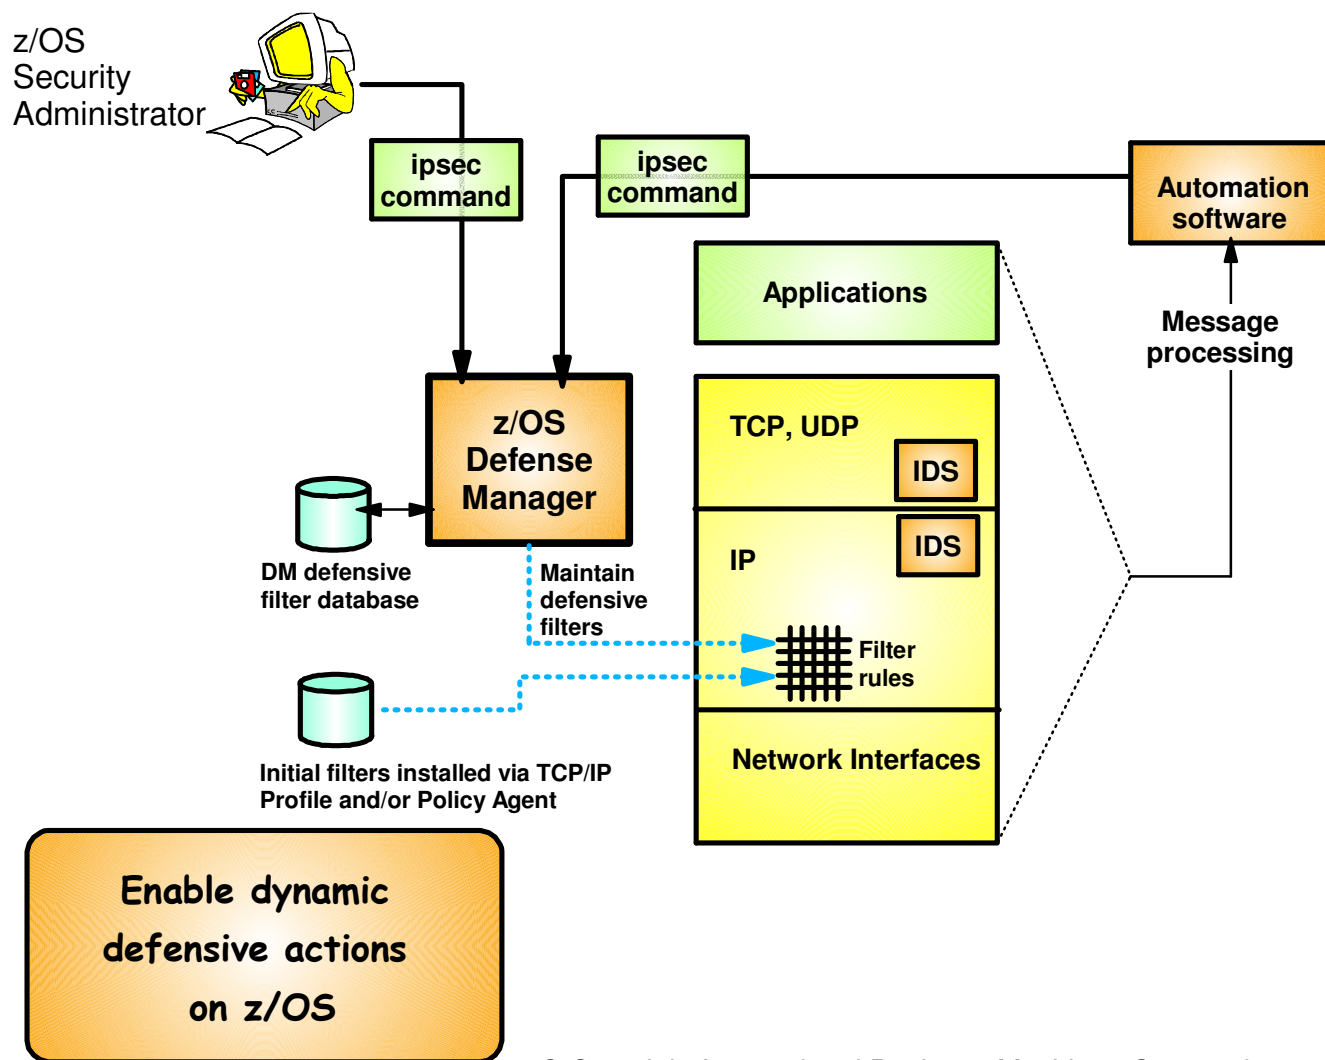 z/OS
Security
Administrator
ipsec
command
ipsec
command
Automation
software
Applications
Message
processing
z/OS
Defense
Manager
TCP, UDP
IDS
IDS
IP
DM defensive
filter database
Maintain
defensive
filters
Filter
rules
Network Interfaces
Initial filters installed via TCP/IP
Profile and/or Policy Agent
Enable dynamic
defensive actions
on z/OS